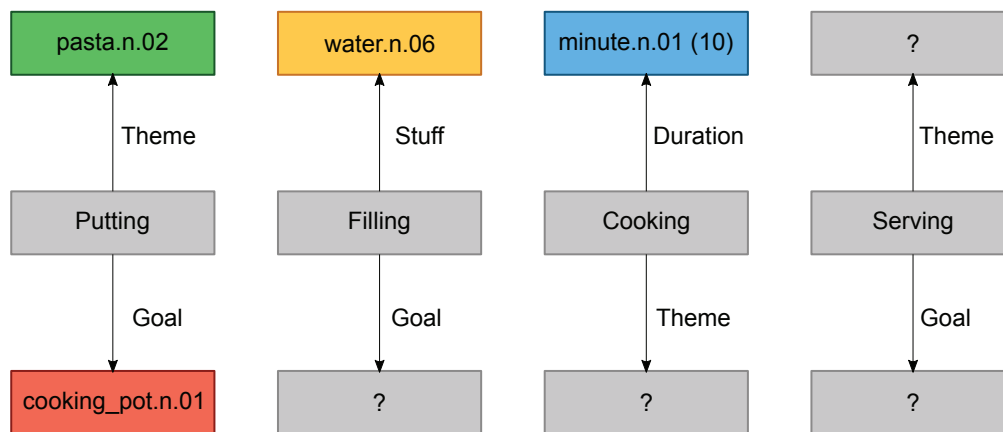 pasta.n.02 water.n.06 minute.n.01 (10) ?
Theme Stuff Duration Theme
Putting Filling Cooking Serving
Goal Goal Theme Goal
cooking_pot.n.01 ? ? ?